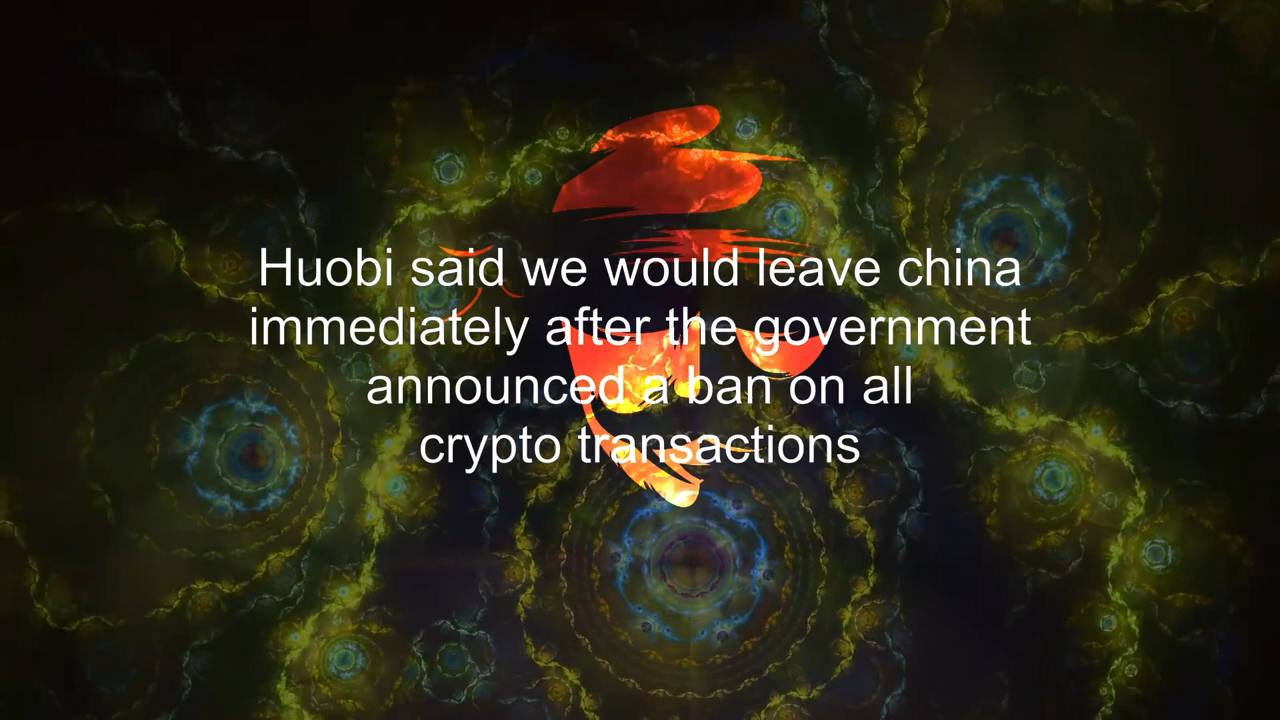 Huobi said we would leave china
immediately after the government
announced a ban on all
crypto transactions